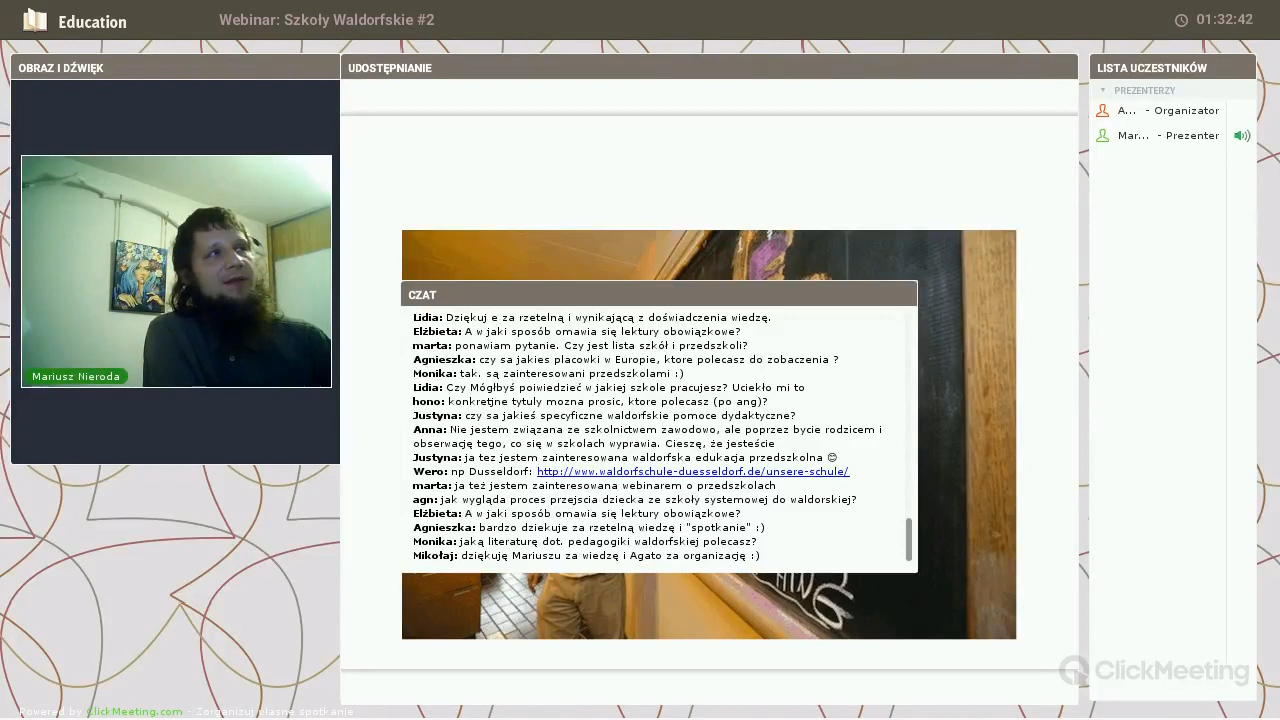 Education
Webinar: Szkoły Waldorfskie #2
01:32:42
OBRAZ I DŹWIĘK
UDOSTĘPNIANIE
LISTA UCZESTNIKÓW
PREZENTERZY
A... - Organizator
Mar... - Prezenter
Mariusz Nieroda
CZAT
Lidia: Dziękuj e za rzetelną i wynikającą z doświadczenia wiedzę.
Elżbieta: A w jaki sposób omawia się lektury obowiązkowe?
marta: ponawiam pytanie. Czy jest lista szkół i przedszkoli?
Agnieszka: czy sa jakies placowki w Europie, ktore polecasz do zobaczenia ?
Monika: tak. są zainteresowani przedszkolami :)
Lidia: Czy Mógłbyś poiwiedzieć w jakiej szkole pracujesz? Uciekło mi to
hono: konkretjne tytuly mozna prosic, ktore polecasz (po ang)?
Justyna: czy sa jakieś specyficzne waldorfskie pomoce dydaktyczne?
Anna: Nie jestem związana ze szkolnictwem zawodowo, ale poprzez bycie rodzicem i
obserwację tego, co się w szkołach wyprawia. Cieszę, że jesteście
Justyna: ja tez jestem zainteresowana waldorfska edukacja przedszkolna 😊
Wero: np Dusseldorf: http://www.waldorfschule-duesseldorf.de/unsere-schule/
marta: ja też jestem zainteresowana webinarem o przedszkolach
agn: jak wygląda proces przejscia dziecka ze szkoły systemowej do waldorskiej?
Elżbieta: A w jaki sposób omawia się lektury obowiązkowe?
Agnieszka: bardzo dziekuje za rzetelną wiedzę i "spotkanie" :)
Monika: jaką literaturę dot. pedagogiki waldorfskiej polecasz?
Mikołaj: dziękuję Mariuszu za wiedzę i Agato za organizację :)
ClickMeeting
Powered by ClickMeeting.com - Zorganizuj własne spotkanie